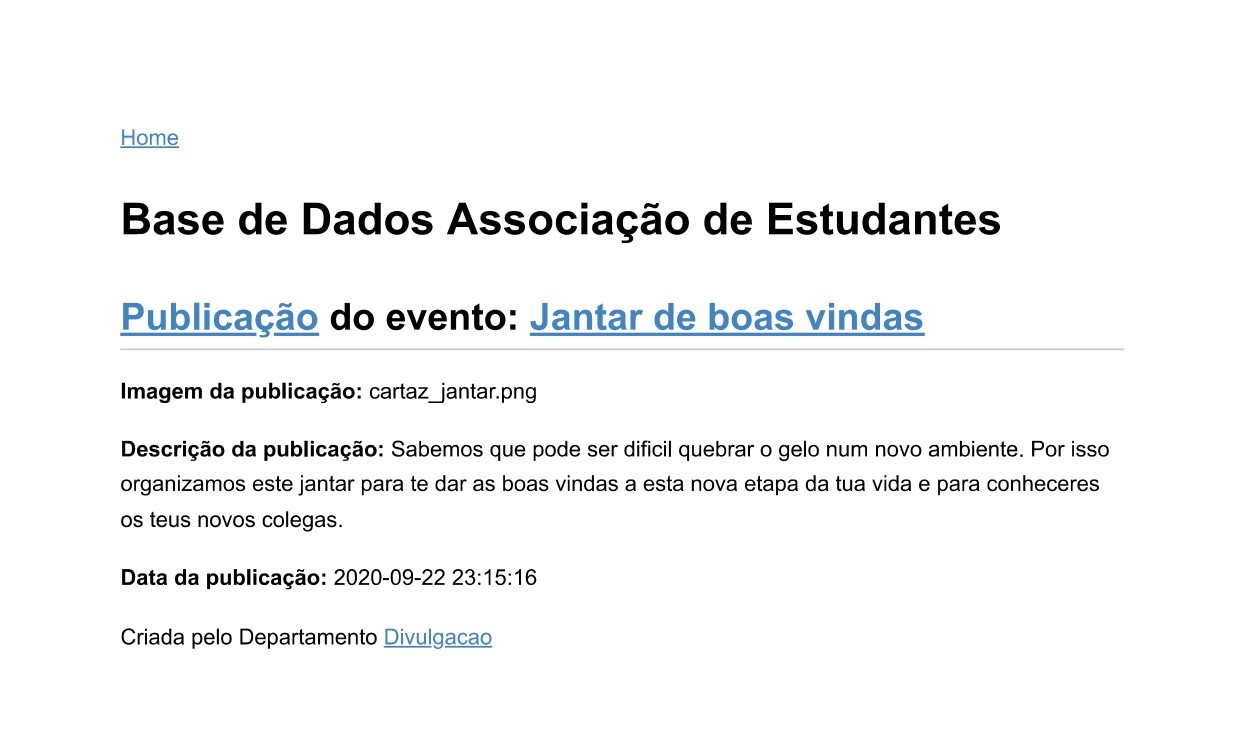 Home
Base de Dados Associação de Estudantes
Publicação do evento: Jantar de boas vindas
Imagem da publicação: cartaz_jantar.png
Descrição da publicação: Sabemos que pode ser dificil quebrar o gelo num novo ambiente. Por isso
organizamos este jantar para te dar as boas vindas a esta nova etapa da tua vida e para conheceres
os teus novos colegas.
Data da publicação: 2020-09-22 23:15:16
Criada pelo Departamento Divulgacao